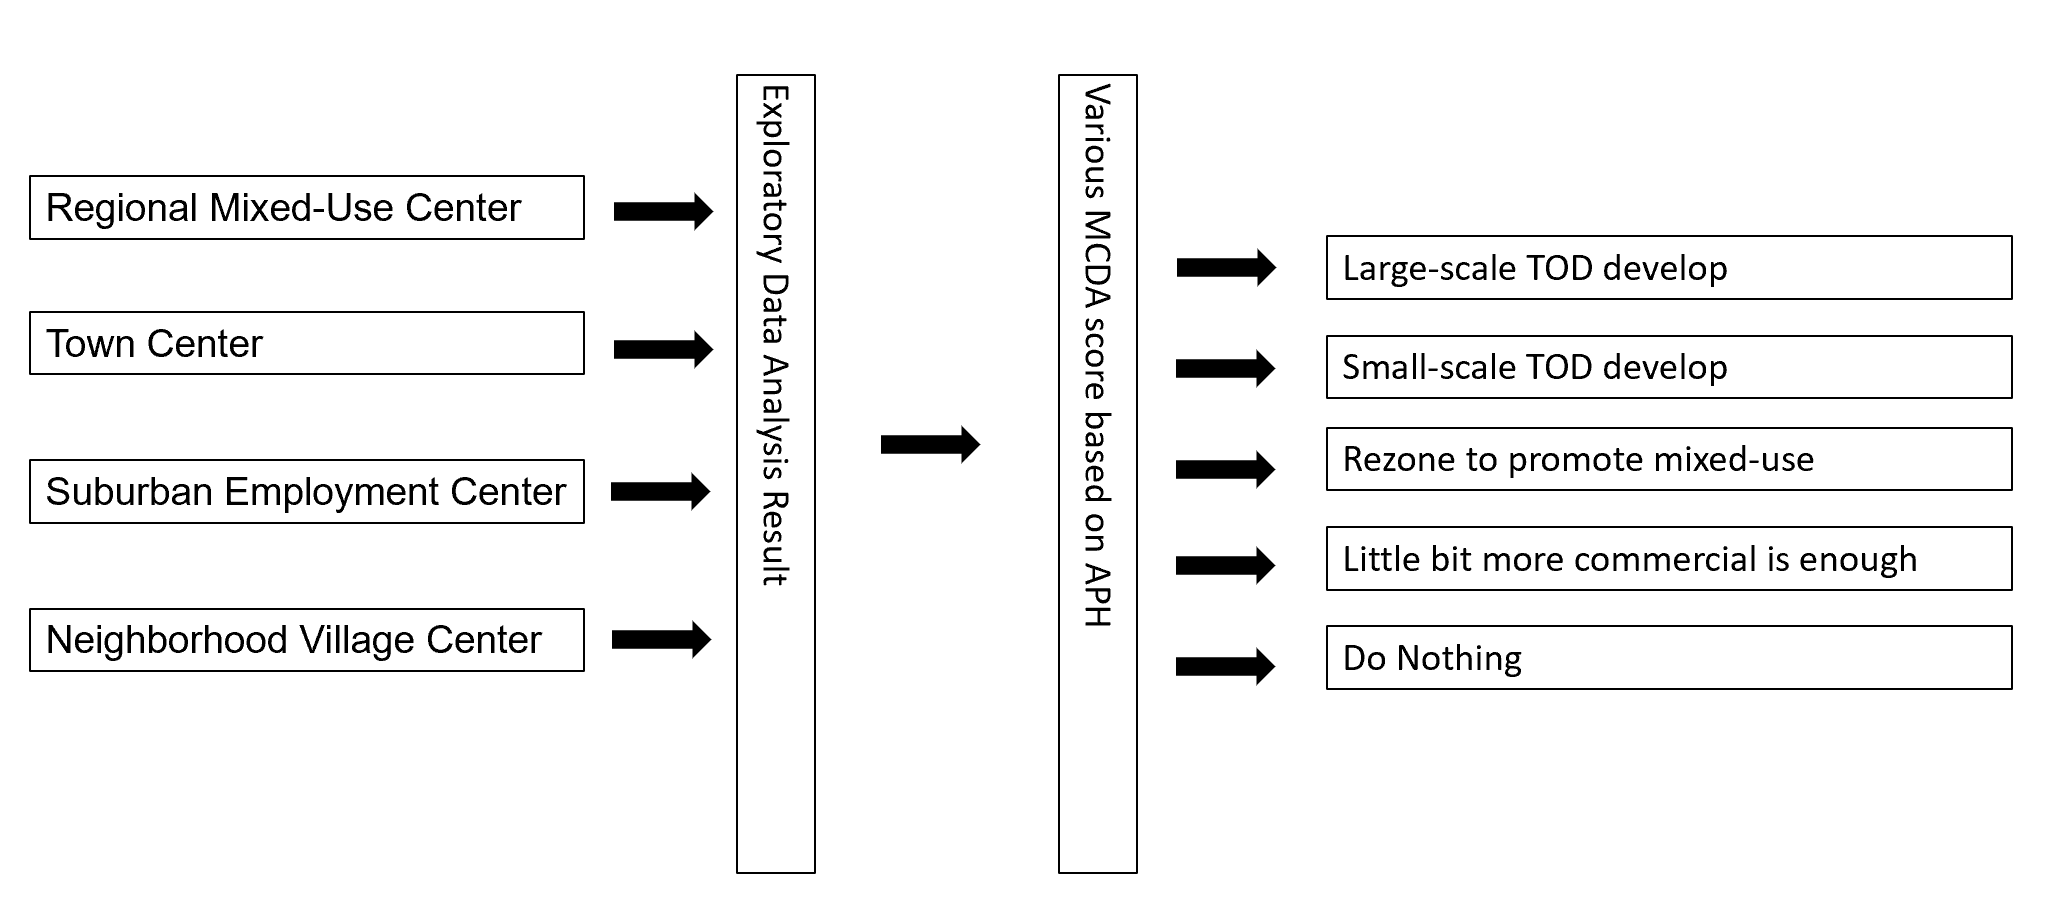 Regional Mixed-Use Center
Town Center
Suburban Employment Center
Neighborhood Village Center
Exploratory Data Analysis Result
Various MCDA score based on APH
Large-scale TOD develop
Small-scale TOD develop
Rezone to promote mixed-use
Little bit more commercial is enough
Do Nothing